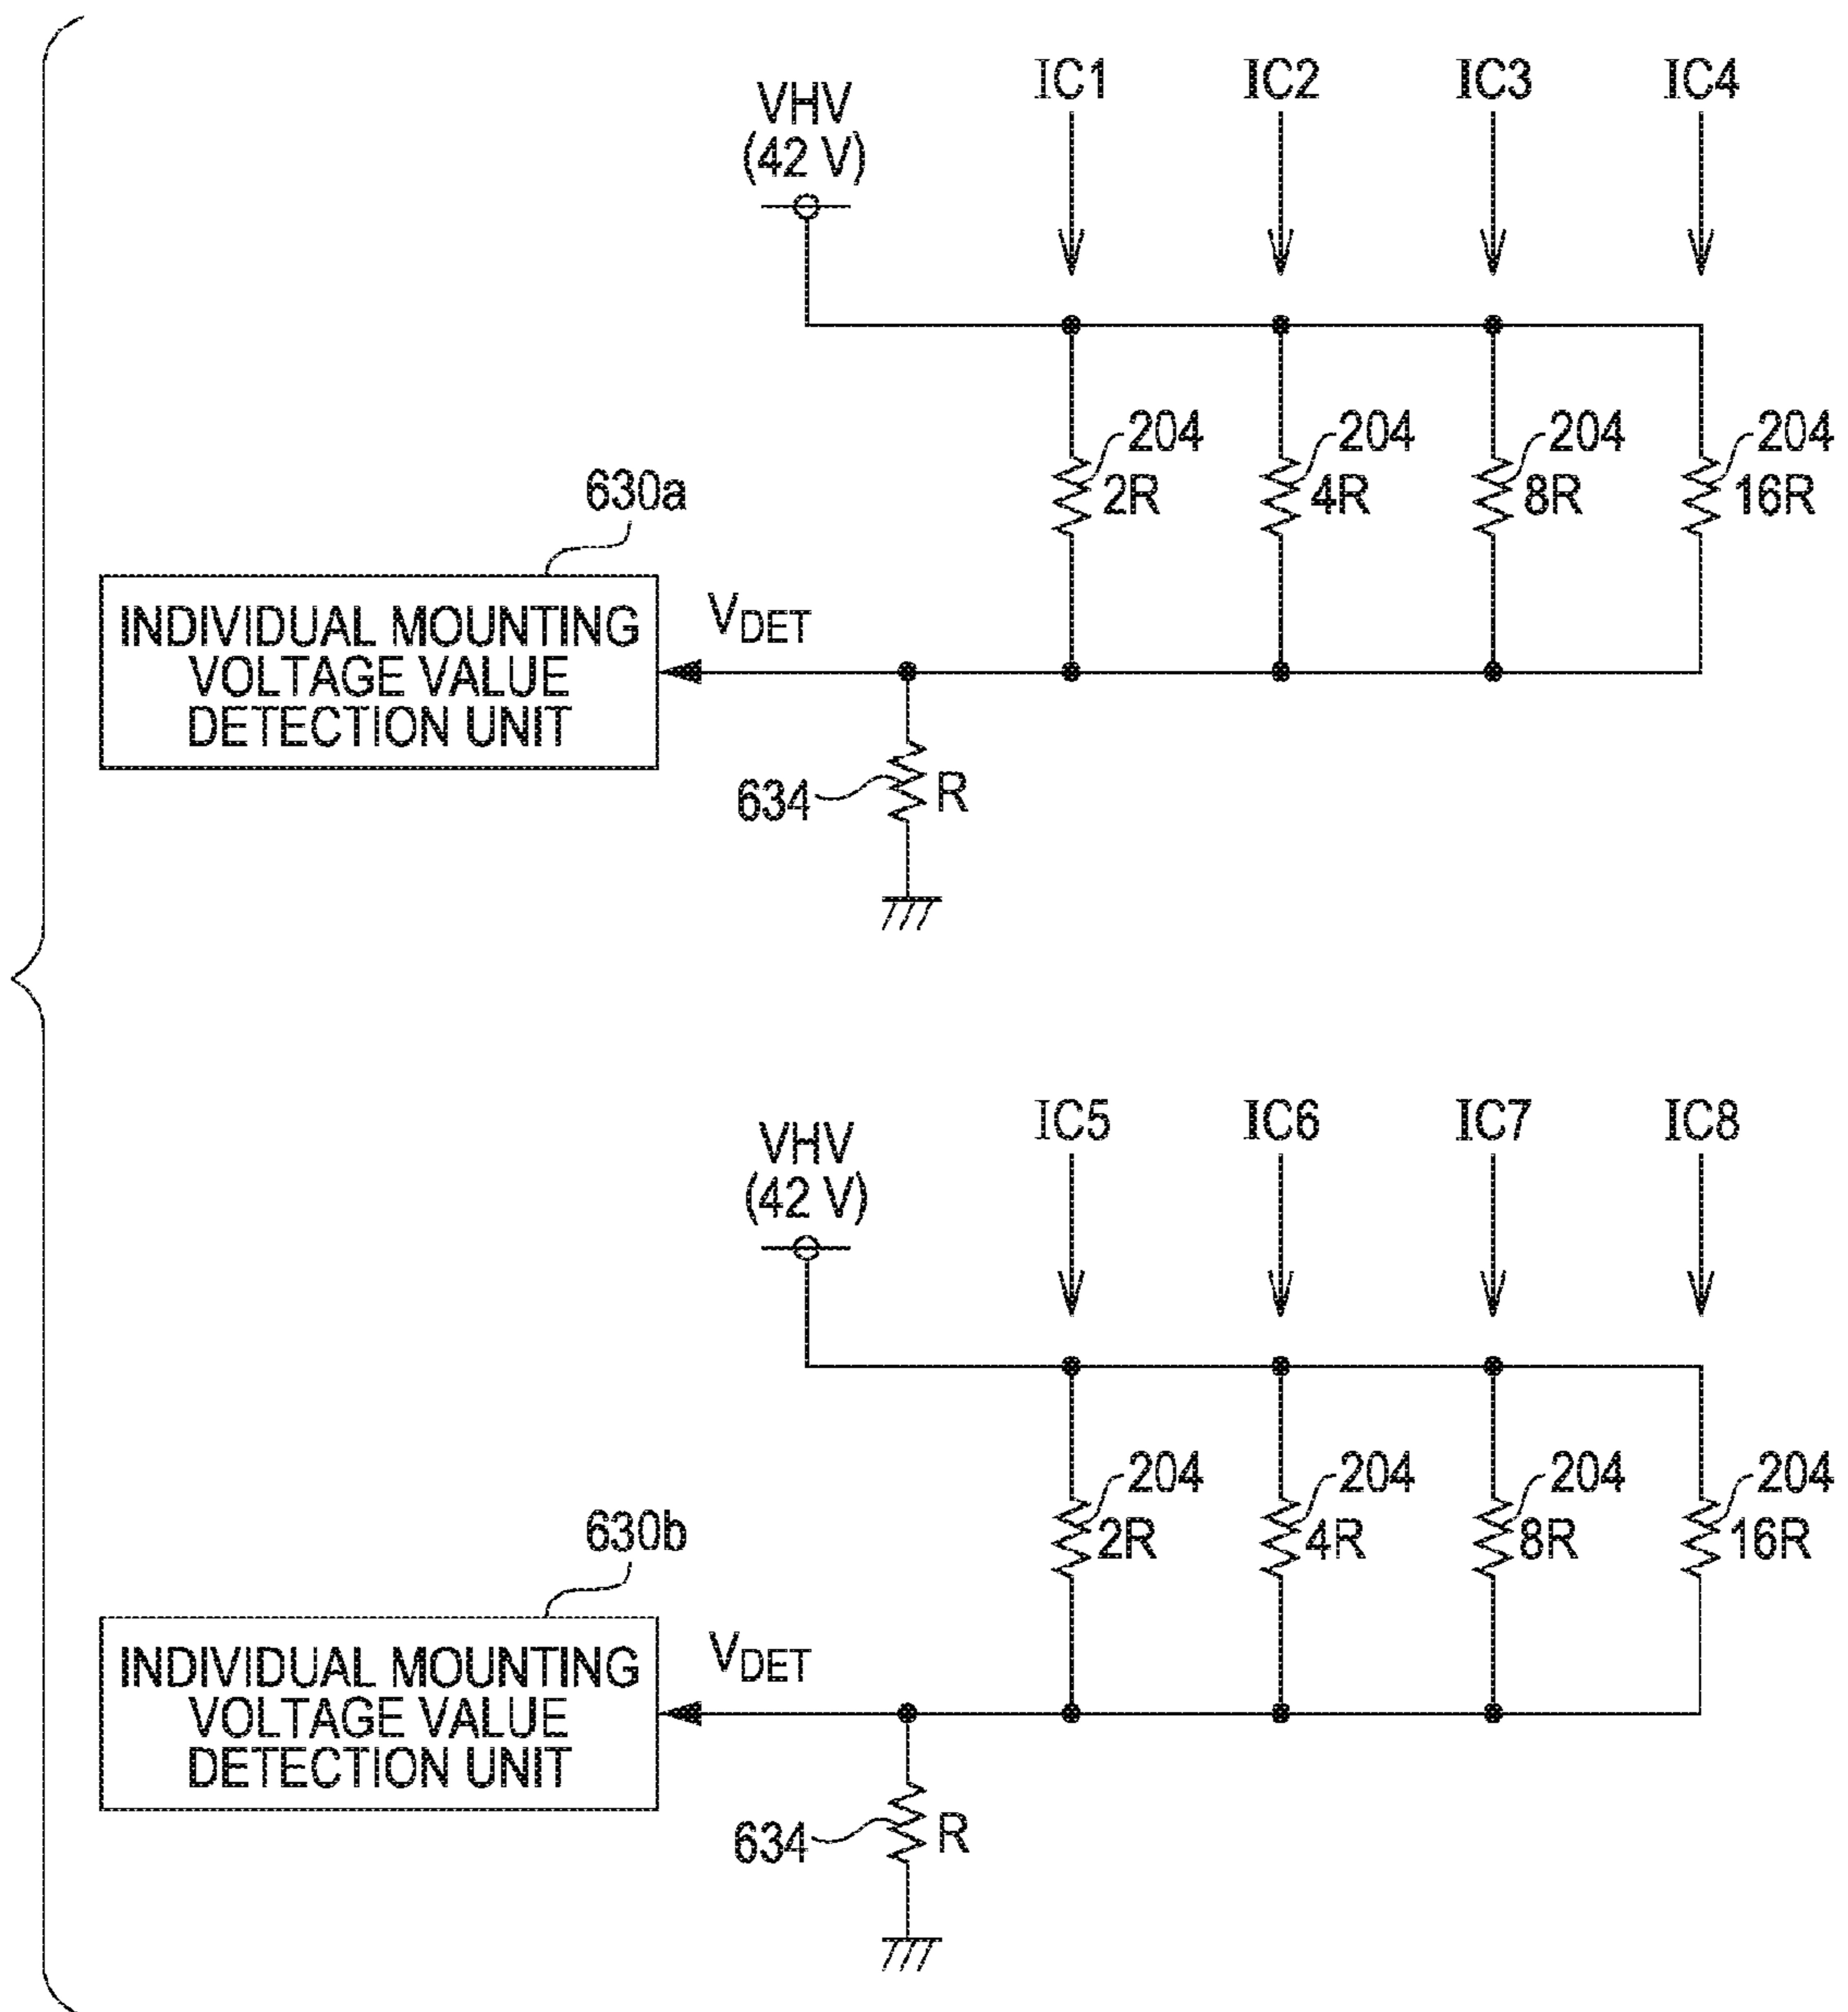 IC1 IC2 IC3 IC4
VHV
(42 V)
204 204 204 204
2R 4R 8R 16R
630a
INDIVIDUAL MOUNTING
VOLTAGE VALUE
DETECTION UNIT
VDET
634 R
IC5 IC6 IC7 IC8
VHV
(42 V)
204 204 204 204
2R 4R 8R 16R
630b
INDIVIDUAL MOUNTING
VOLTAGE VALUE
DETECTION UNIT
VDET
634 R